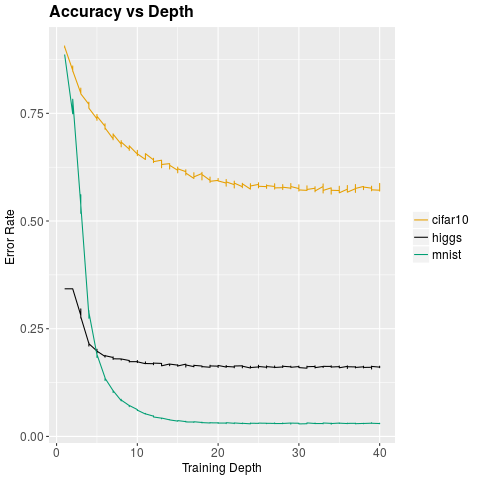 Accuracy vs Depth
Error Rate
0.75
0.50
0.25
0.00
0
10
20
30
40
Training Depth
cifar10
higgs
mnist